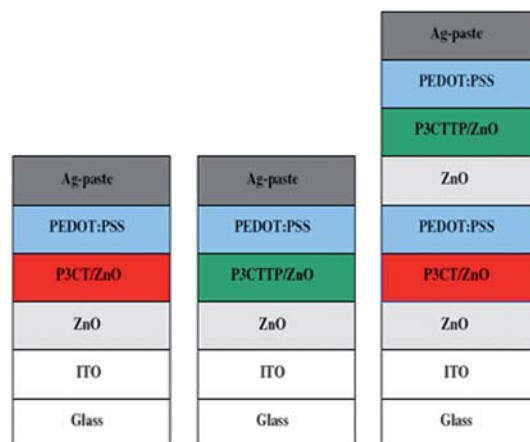 Ag-paste
PEDOT:PSS
P3CT/ZnO
ZnO
ITO
Glass
Ag-paste
PEDOT:PSS
P3CTTP/ZnO
ZnO
ITO
Glass
Ag-paste
PEDOT:PSS
P3CTTP/ZnO
ZnO
PEDOT:PSS
P3CT/ZnO
ZnO
ITO
Glass